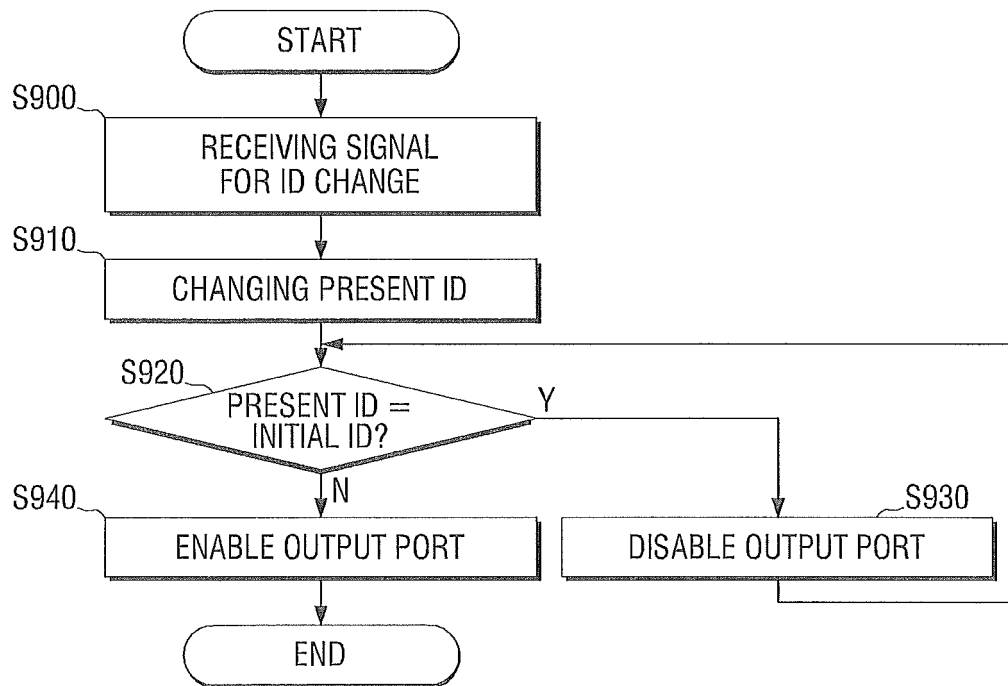 START
S900
RECEIVING SIGNAL
FOR ID CHANGE
S910
CHANGING PRESENT ID
S920
PRESENT ID =
INITIAL ID?
Y
N
S940
ENABLE OUTPUT PORT
S930
DISABLE OUTPUT PORT
END